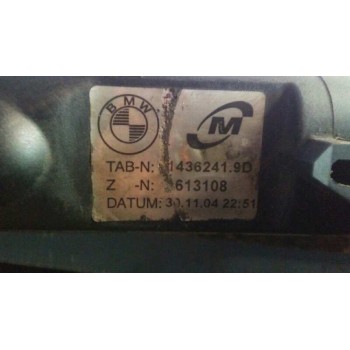 BMW
M
TAB-N: 1436241.9D
Z -N: 613108
DATUM: 30.11.04 22:51